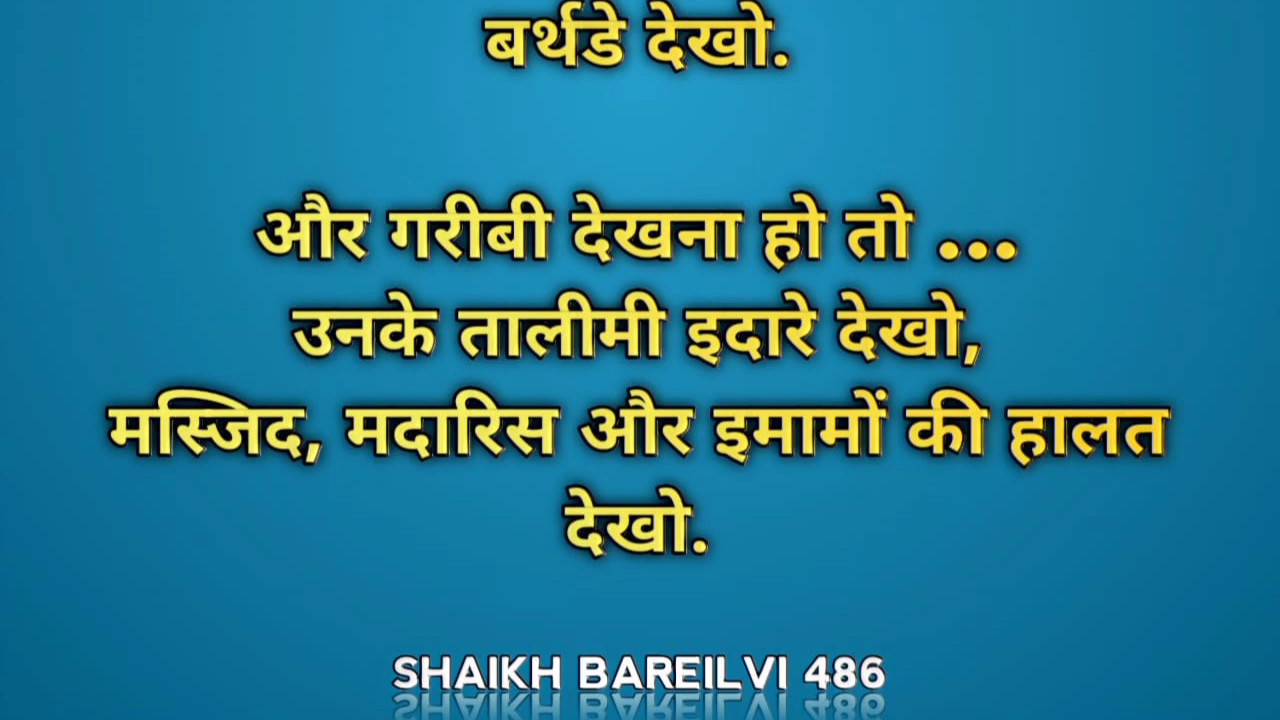 बर्थडे देखो.
और गरीबी देखना हो तो ...
उनके तालीमी इदारे देखो,
मस्जिद, मदारिस और इमामों की हालत
देखो.
SHAIKH BAREILVI 486